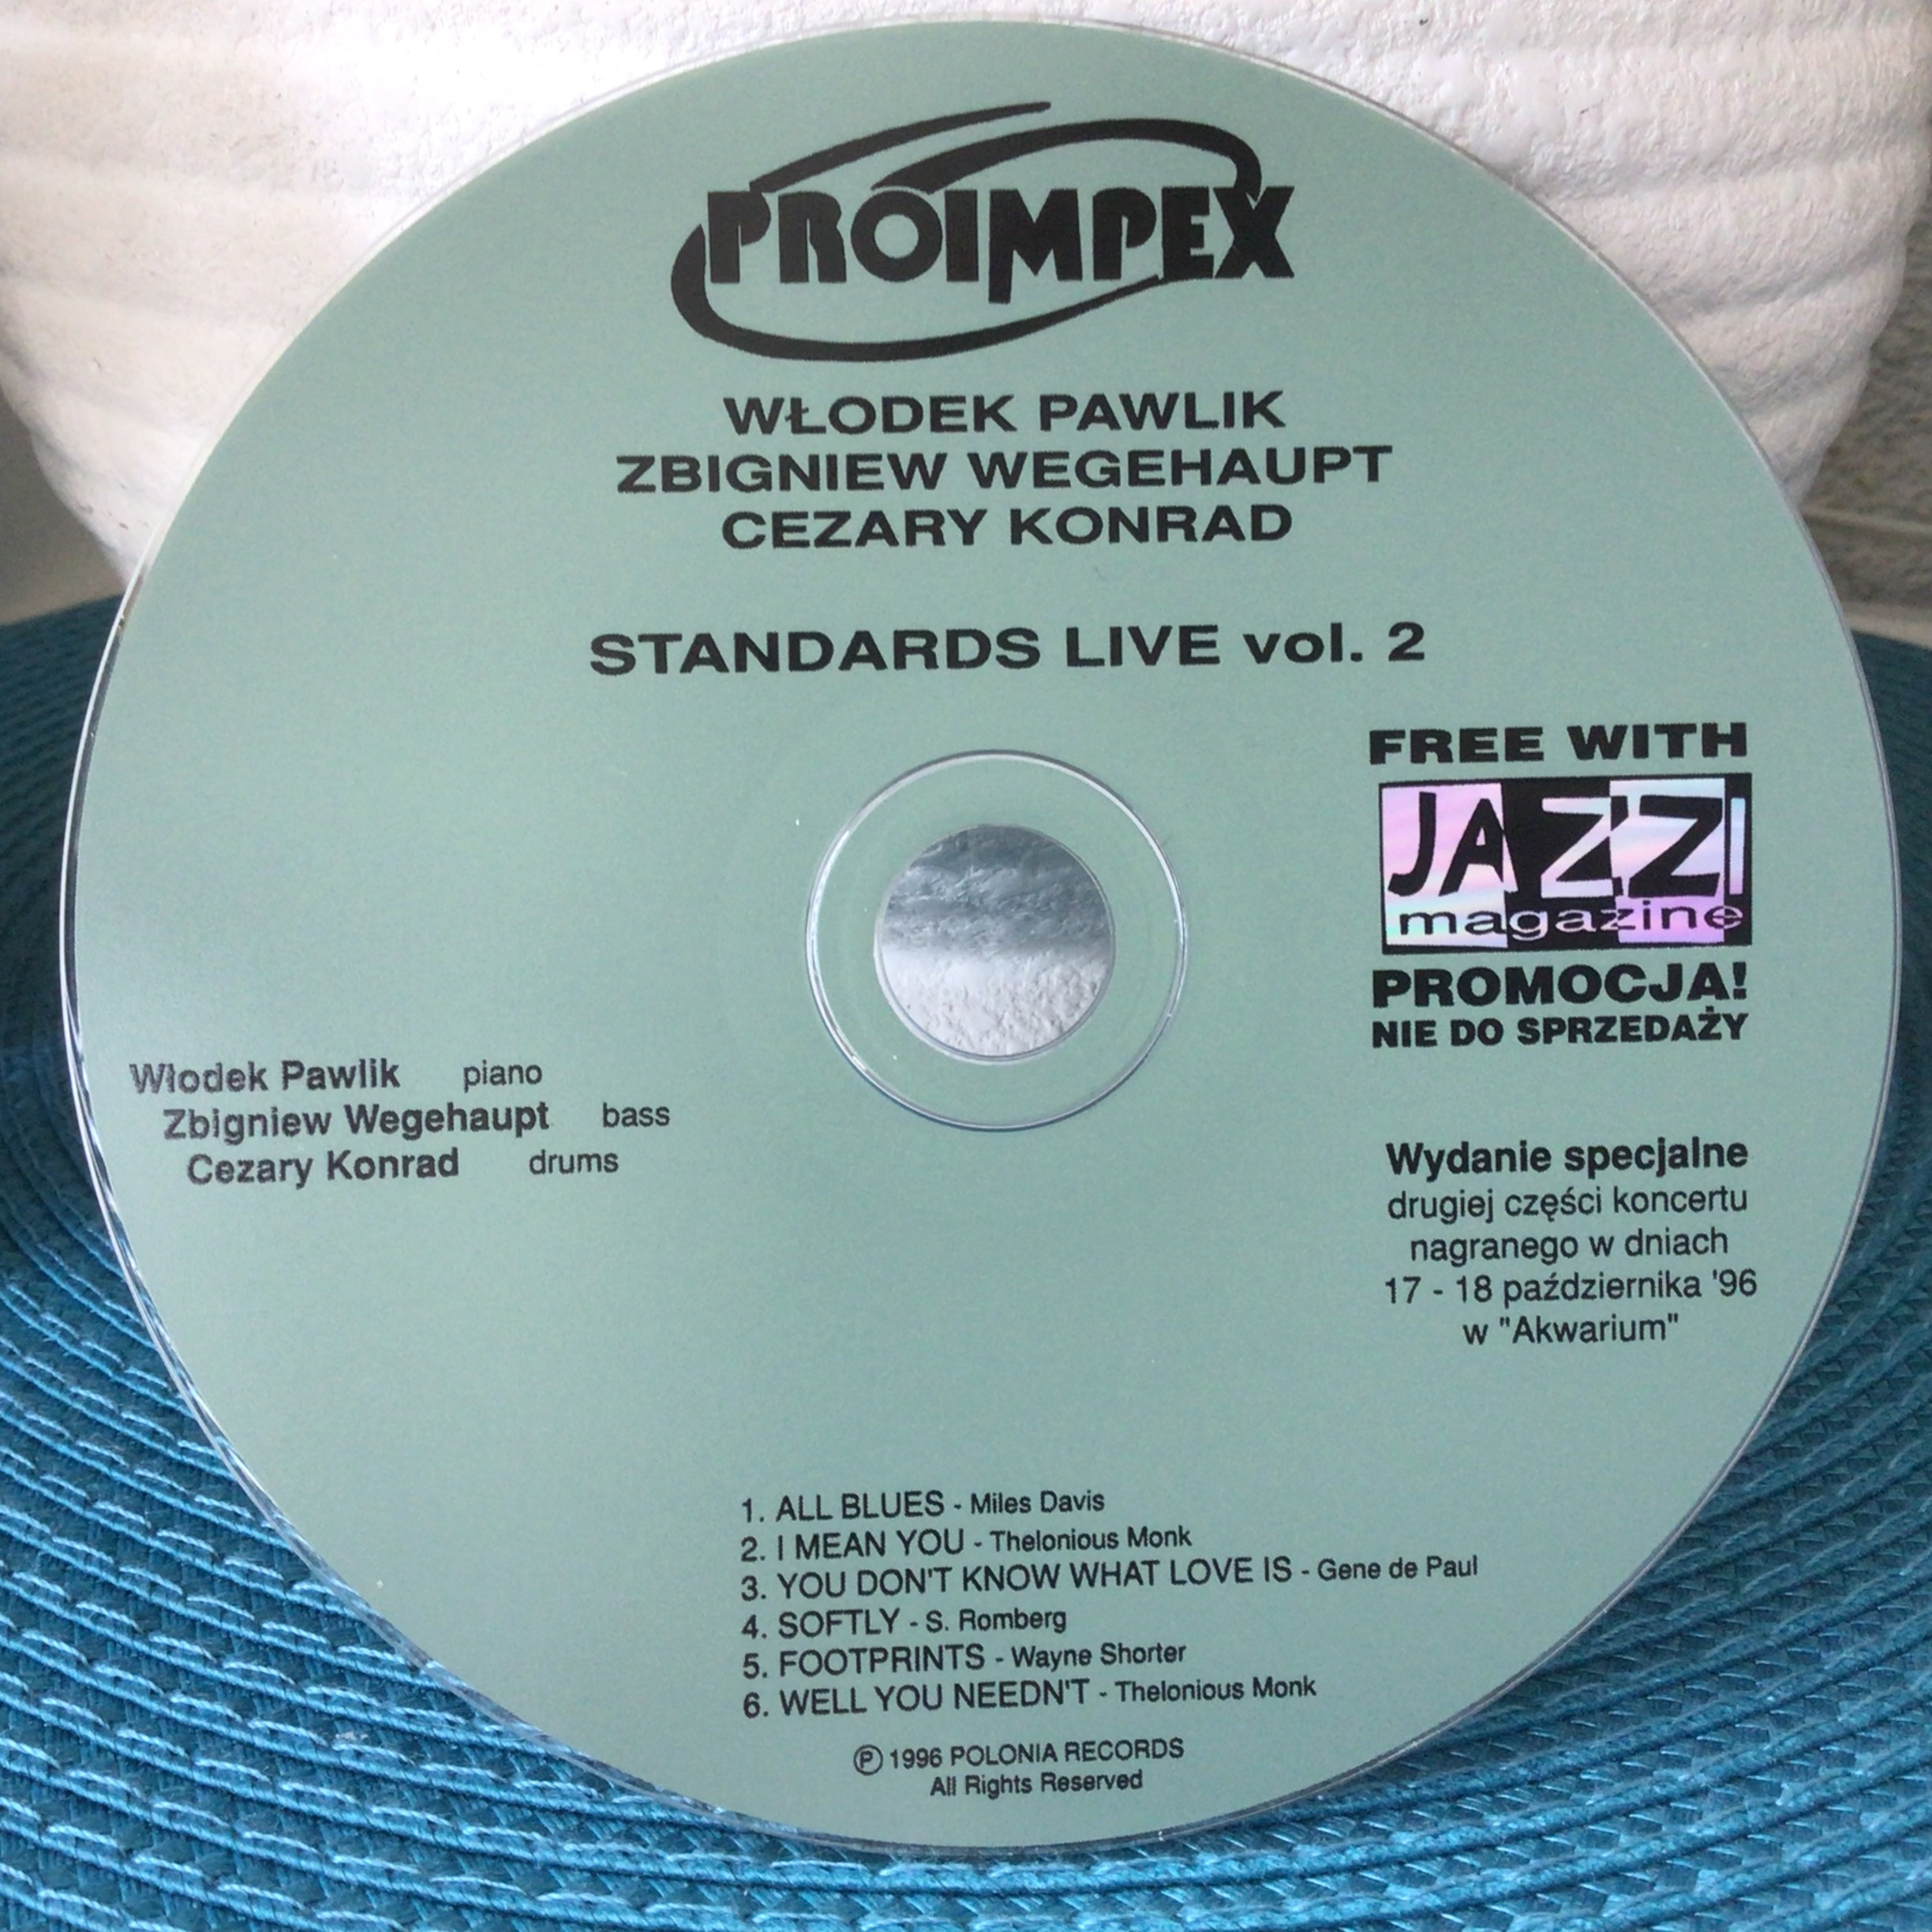 PROIMPEX
WŁODEK PAWLIK
ZBIGNIEW WEGEHAUPT
CEZARY KONRAD
STANDARDS LIVE vol. 2
FREE WITH
JAZZI
magazine
PROMOCJA!
NIE DO SPRZEDAŻY
Włodek Pawlik piano
Zbigniew Wegehaupt bass
Cezary Konrad drums
Wydanie specjalne
drugiej części koncertu
nagranego w dniach
17 - 18 października '96
w "Akwarium"
1. ALL BLUES - Miles Davis
2. I MEAN YOU - Thelonious Monk
3. YOU DON'T KNOW WHAT LOVE IS - Gene de Paul
4. SOFTLY - S. Romberg
5. FOOTPRINTS - Wayne Shorter
6. WELL YOU NEEDN'T - Thelonious Monk
Ⓟ 1996 POLONIA RECORDS
All Rights Reserved